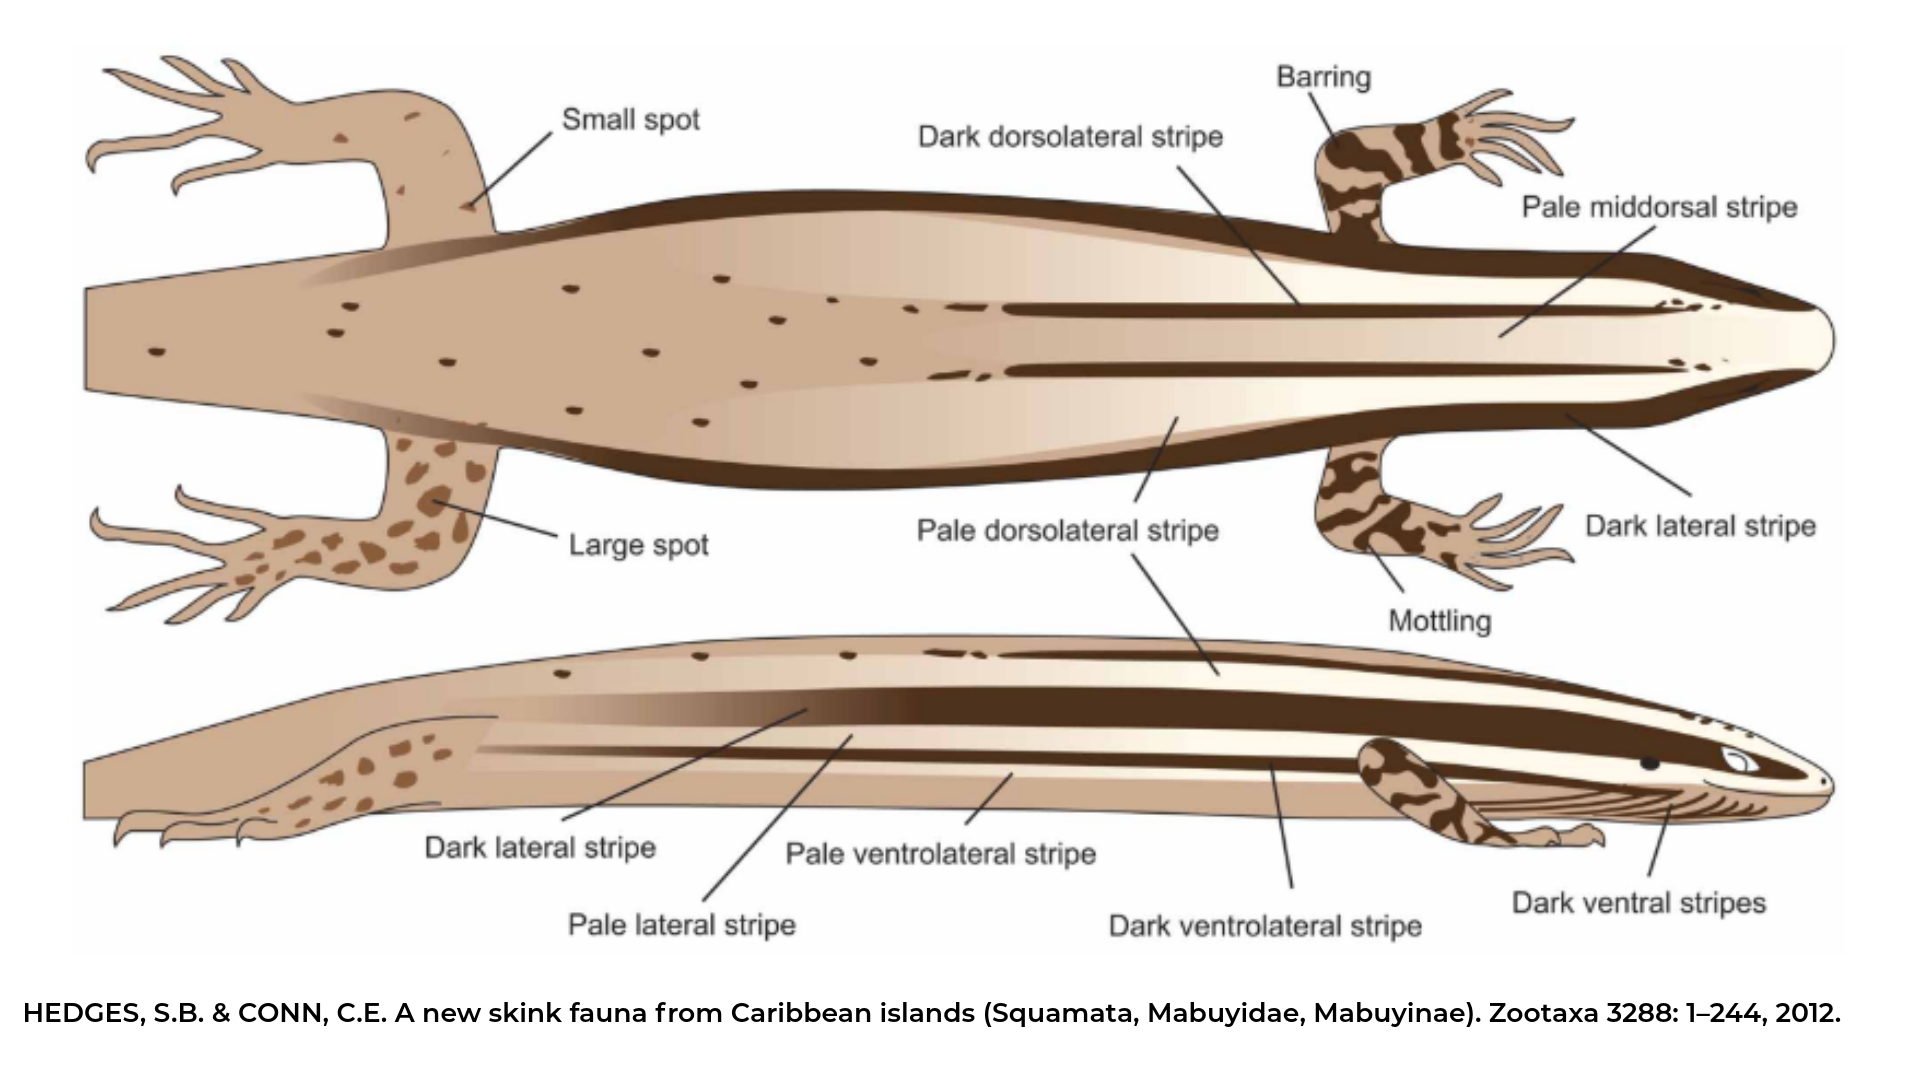 Barring
Small spot
Dark dorsolateral stripe
Pale middorsal stripe
Pale dorsolateral stripe
Dark lateral stripe
Large spot
Mottling
Dark lateral stripe
Pale ventrolateral stripe
Dark ventral stripes
Pale lateral stripe
Dark ventrolateral stripe
HEDGES, S.B. & CONN, C.E. A new skink fauna from Caribbean islands (Squamata, Mabuyidae, Mabuyinae). Zootaxa 3288: 1–244, 2012.